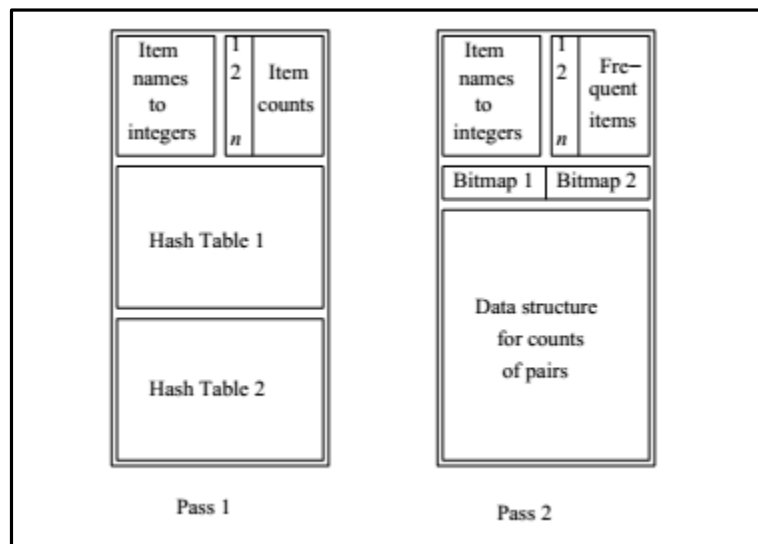 Item
names
to
integers
1
2
n
Item
counts
Hash Table 1
Hash Table 2
Pass 1
Item
names
to
integers
1
2
n
Fre−
quent
items
Bitmap 1
Bitmap 2
Data structure
for counts
of pairs
Pass 2